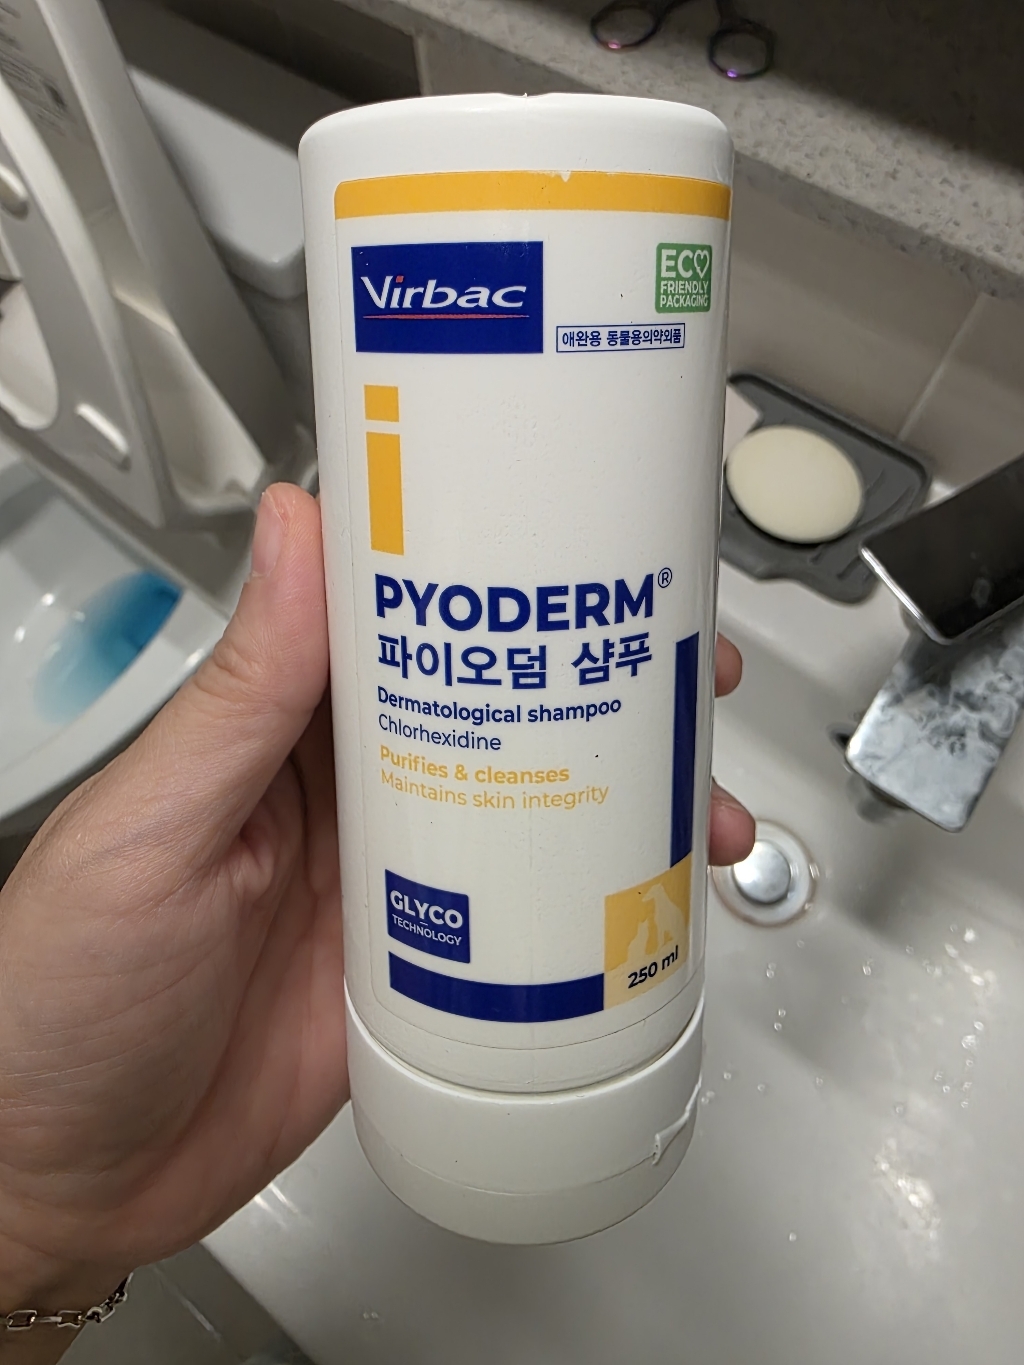 Virbac
ECO
FRIENDLY
PACKAGING
애완용 동물용의약외품
i
PYODERM®
파이오덤 샴푸
Dermatological shampoo
Chlorhexidine
Purifies & cleanses
Maintains skin integrity
GLYCO
TECHNOLOGY
250 ml